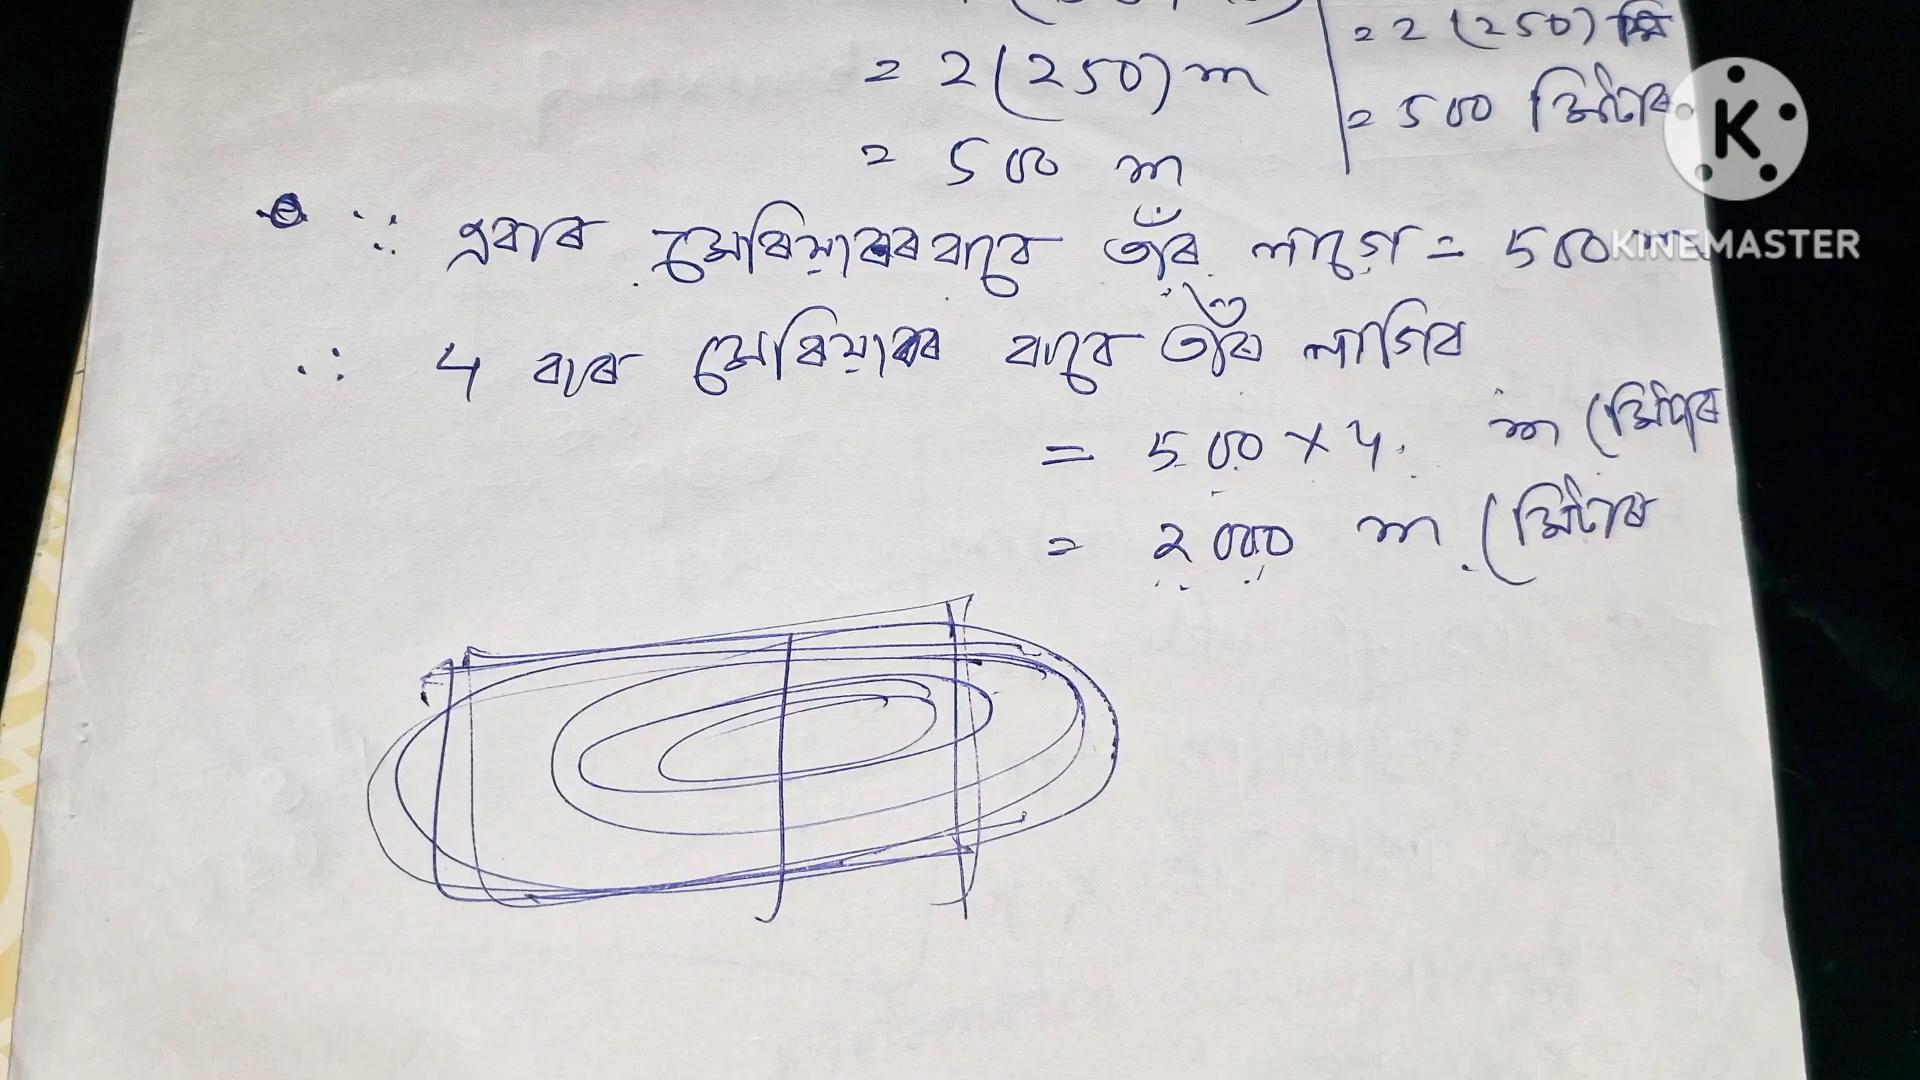 = 2 (250) m
= 500 m
= 2 (250) মি
= 500 মিটাৰ
∵ এবাৰ মেৰিয়াবৰ বাবে তাঁৰ লাগে = 500 m
∴ 4 বাৰ মেৰিয়াবৰ বাবে তাঁৰ লাগিব
= 500 × 4 m (মিটাৰ
= 2000 m (মিটাৰ
K
KINEMASTER